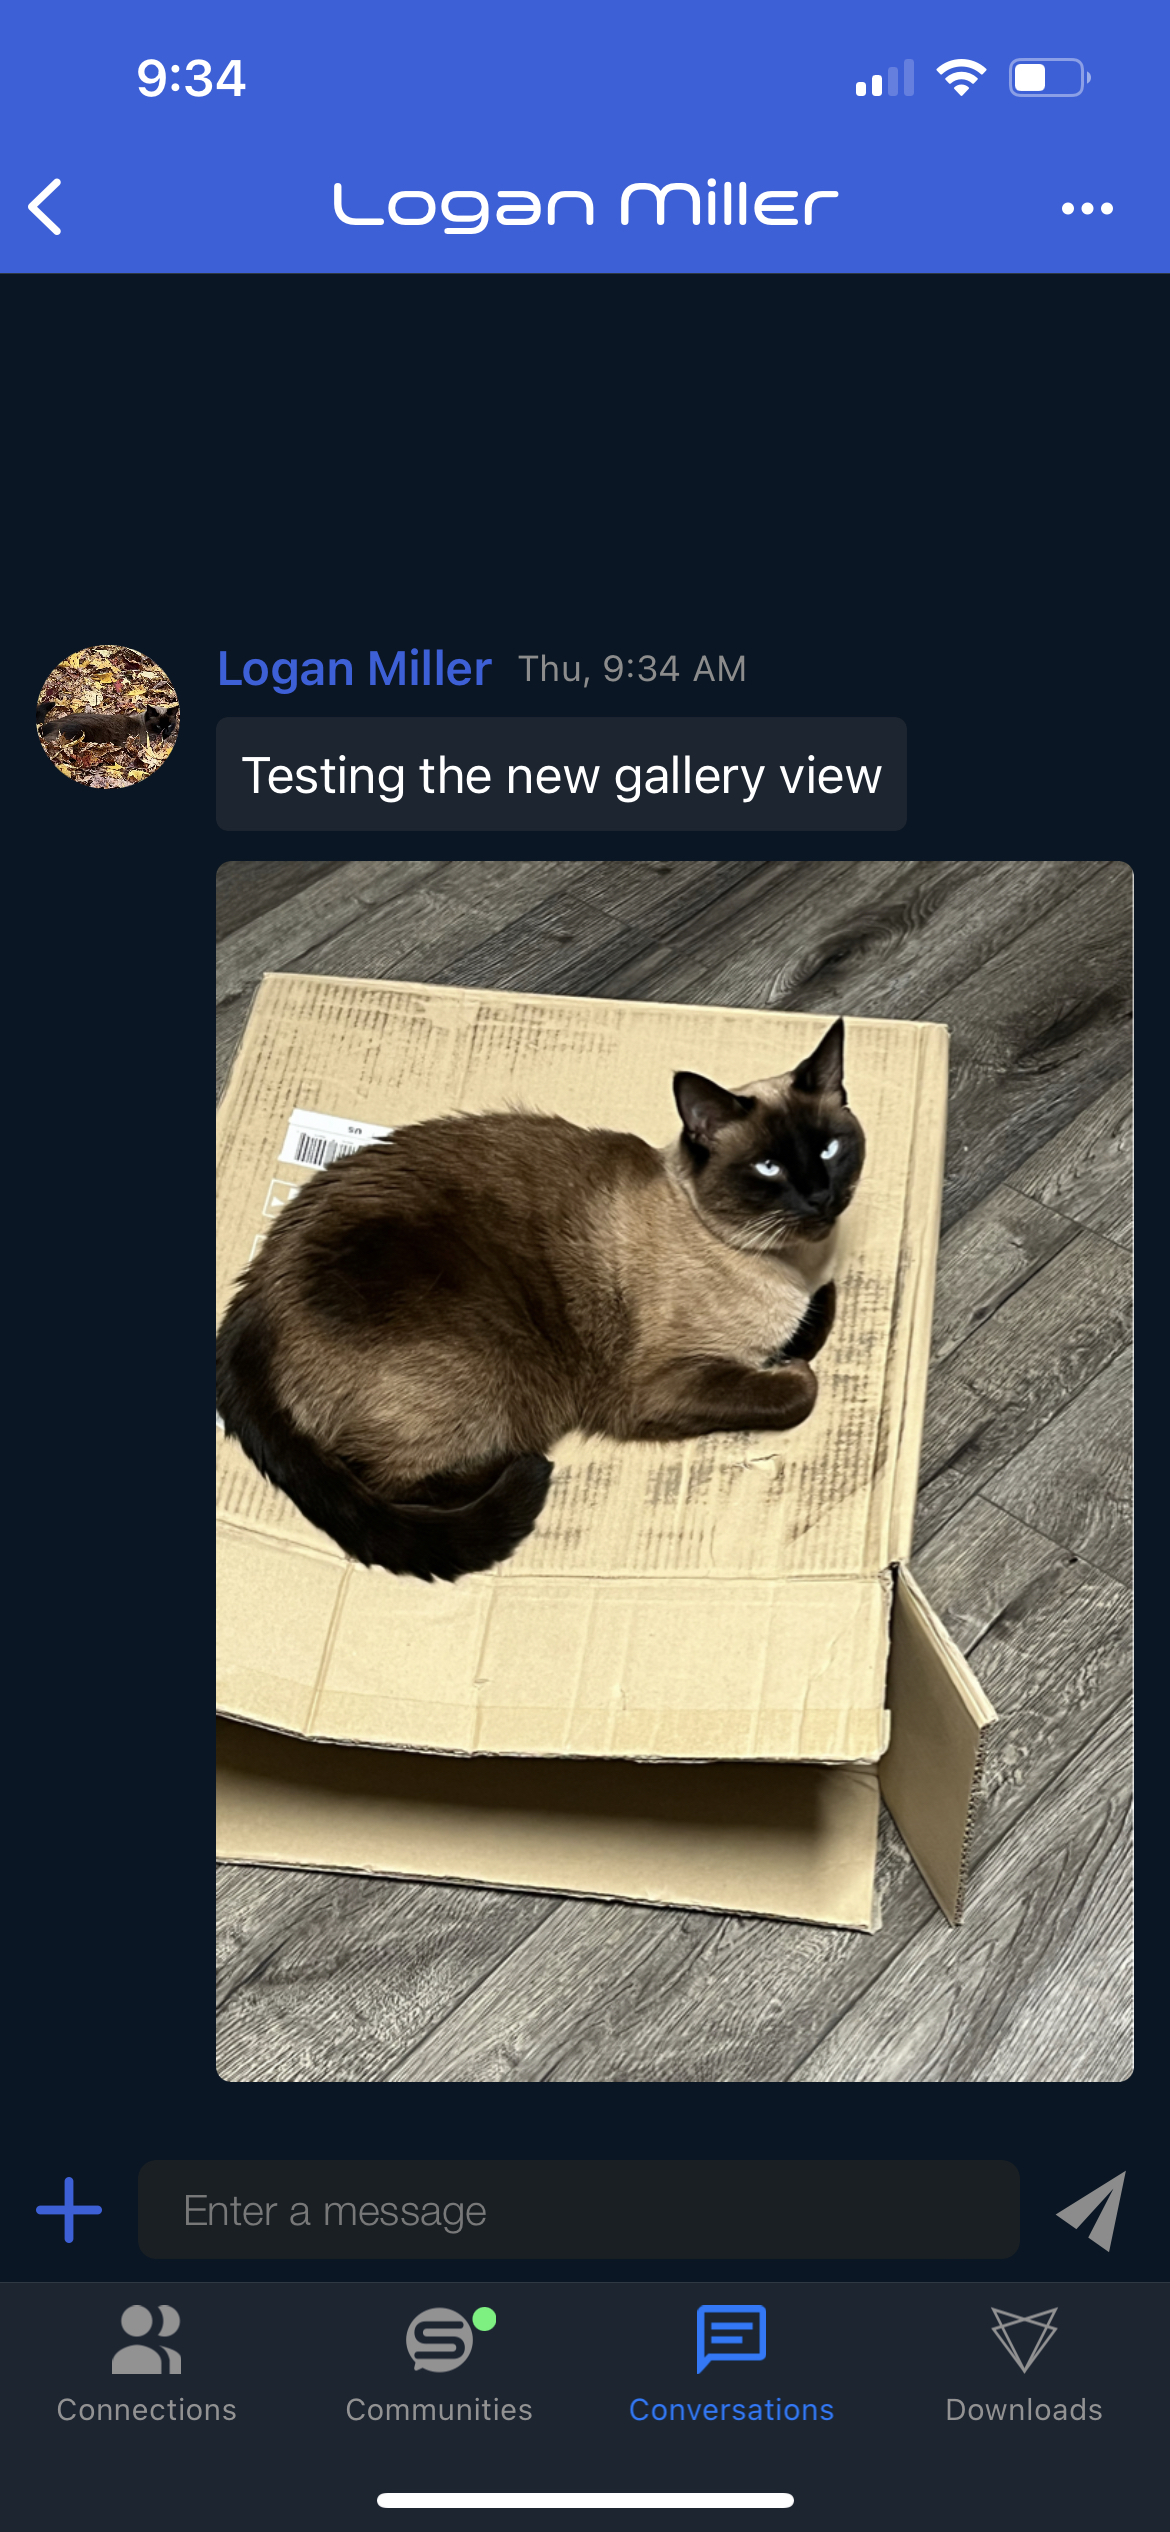 9:34
Logan Miller
Logan Miller Thu, 9:34 AM
Testing the new gallery view
US
Enter a message
Connections Communities Conversations Downloads